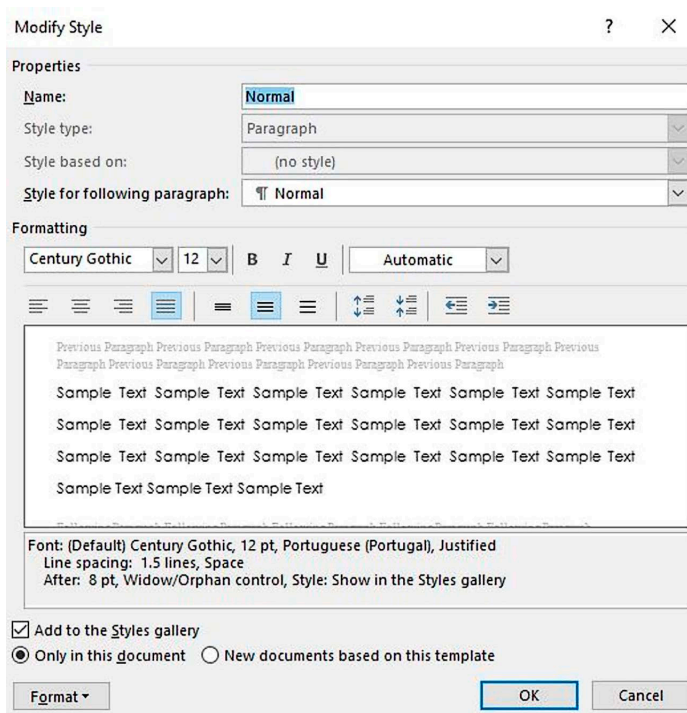 Modify Style ? ×
Properties
Name: Normal
Style type: Paragraph
Style based on: (no style)
Style for following paragraph: ¶ Normal
Formatting
Century Gothic 12 B I U Automatic
Previous Paragraph Previous Paragraph Previous Paragraph Previous Paragraph Previous Paragraph Previous
Paragraph Previous Paragraph Previous Paragraph Previous Paragraph Previous Paragraph
Sample Text Sample Text Sample Text Sample Text Sample Text Sample Text
Sample Text Sample Text Sample Text Sample Text Sample Text Sample Text
Sample Text Sample Text Sample Text Sample Text Sample Text Sample Text
Sample Text Sample Text Sample Text
Font: (Default) Century Gothic, 12 pt, Portuguese (Portugal), Justified
Line spacing: 1.5 lines, Space
After: 8 pt, Widow/Orphan control, Style: Show in the Styles gallery
Add to the Styles gallery
Only in this document New documents based on this template
Format OK Cancel